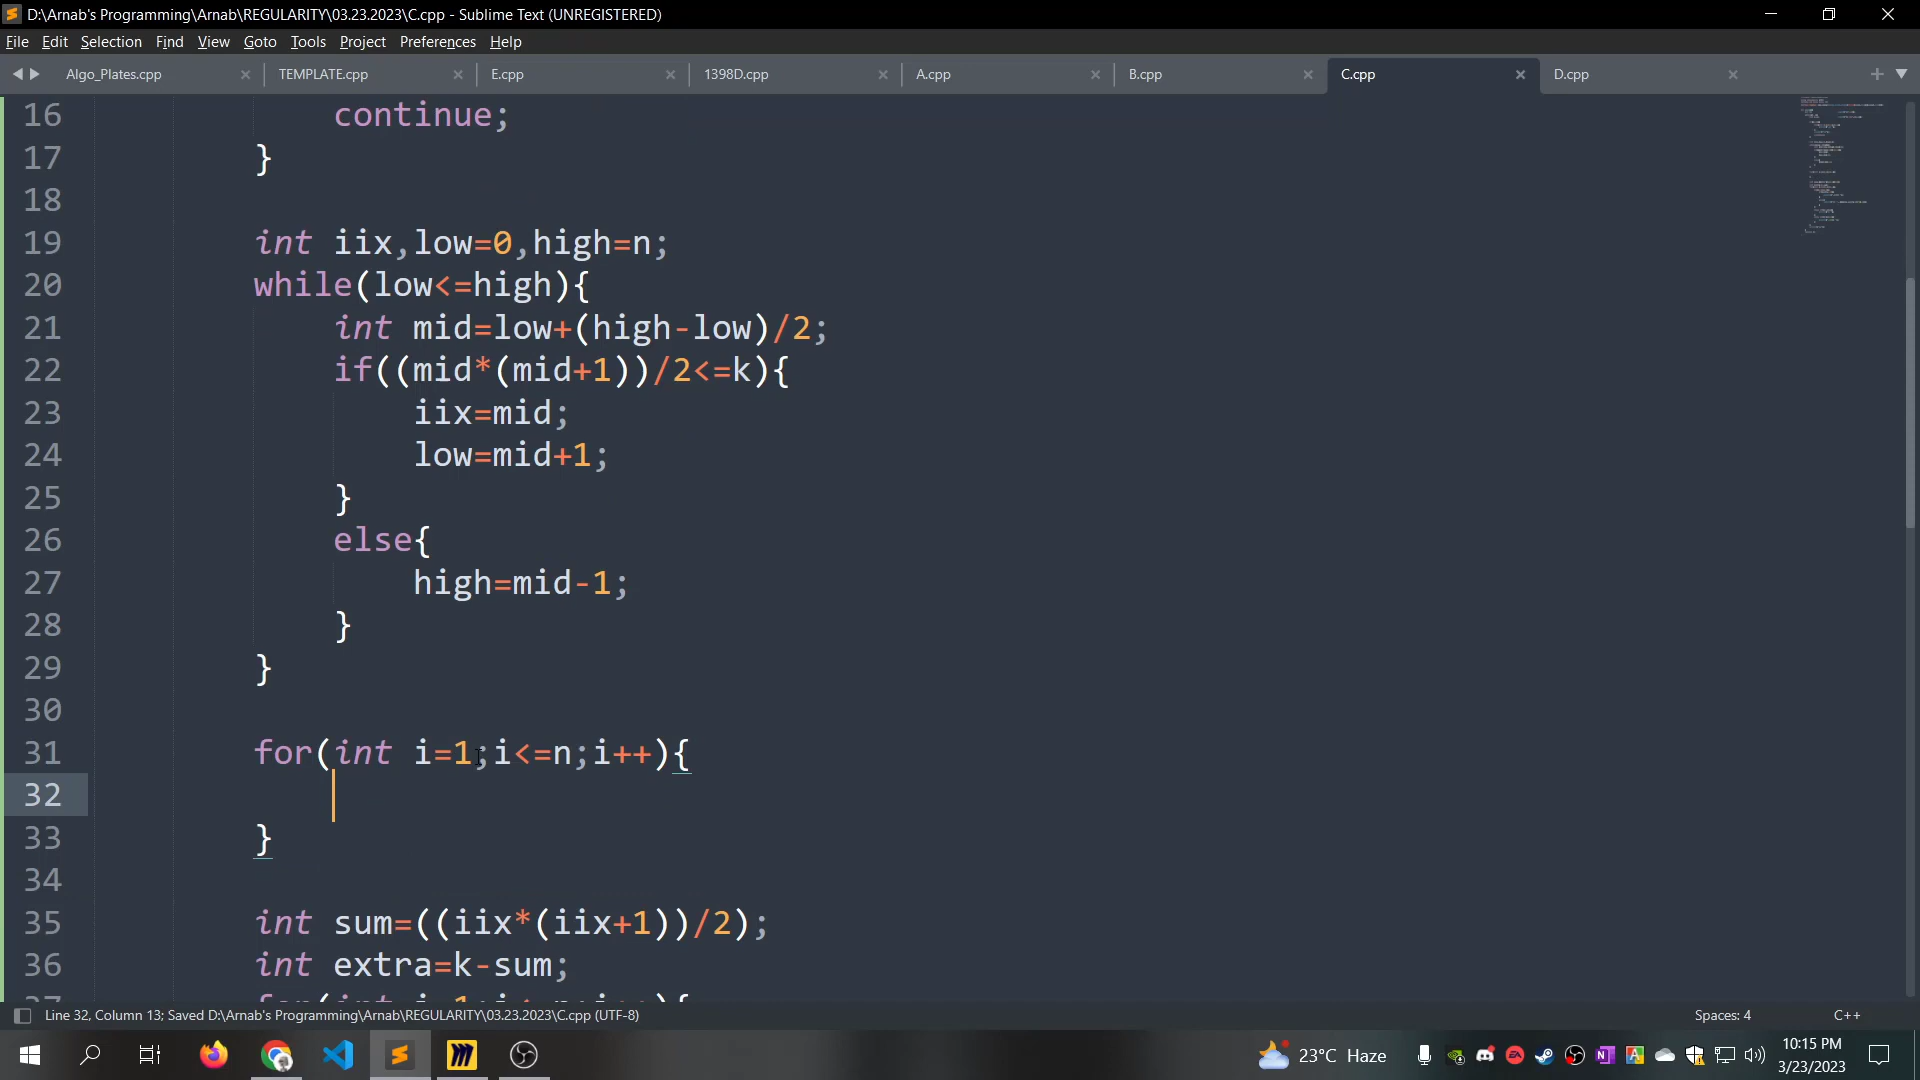 D:\Arnab's Programming\Arnab\REGULARITY\03.23.2023\C.cpp - Sublime Text (UNREGISTERED)
File Edit Selection Find View Goto Tools Project Preferences Help
Algo_Plates.cpp TEMPLATE.cpp E.cpp 1398D.cpp A.cpp B.cpp C.cpp D.cpp
16 continue;
17 }
18
19 int iix,low=0,high=n;
20 while(low<=high){
21 int mid=low+(high-low)/2;
22 if((mid*(mid+1))/2<=k){
23 iix=mid;
24 low=mid+1;
25 }
26 else{
27 high=mid-1;
28 }
29 }
30
31 for(int i=1;i<=n;i++){
32
33 }
34
35 int sum=((iix*(iix+1))/2);
36 int extra=k-sum;
37 for(int i=1;i<=n;i++){
Line 32, Column 13; Saved D:\Arnab's Programming\Arnab\REGULARITY\03.23.2023\C.cpp (UTF-8) Spaces: 4 C++
23°C Haze 10:15 PM
3/23/2023